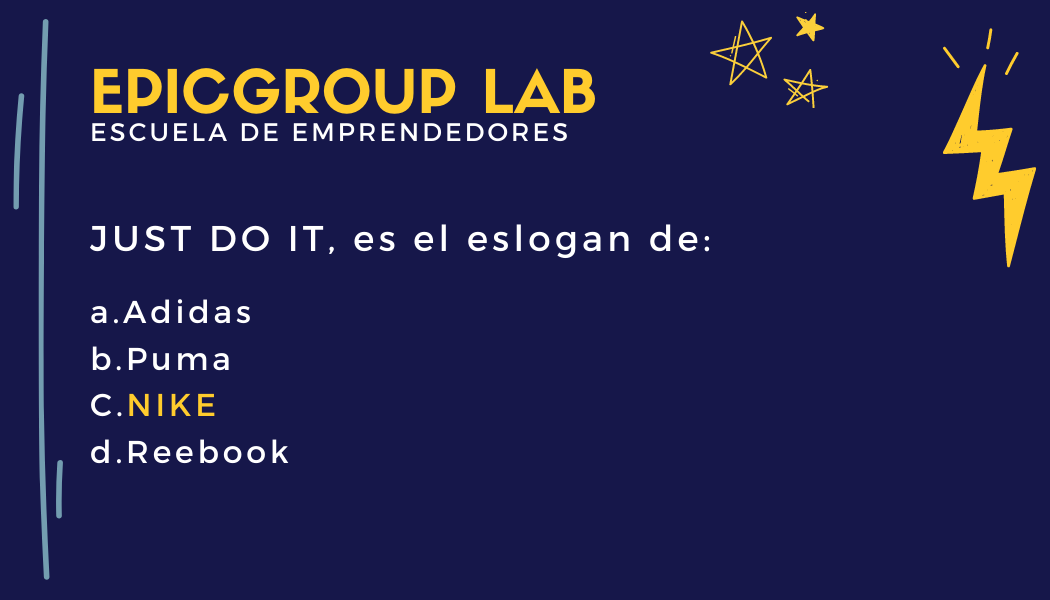 EPICGROUP LAB
ESCUELA DE EMPRENDEDORES
JUST DO IT, es el eslogan de:
a.Adidas
b.Puma
C.NIKE
d.Reebook